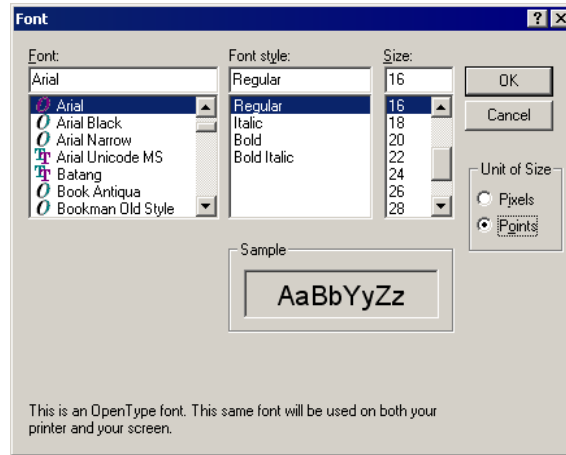 Font
Font:
Arial
Arial
Arial Black
Arial Narrow
Arial Unicode MS
Batang
Book Antiqua
Bookman Old Style
Font style:
Regular
Regular
Italic
Bold
Bold Italic
Size:
16
16
18
20
22
24
26
28
OK
Cancel
Unit of Size
Pixels
Points
Sample
AaBbYyZz
This is an OpenType font. This same font will be used on both your
printer and your screen.